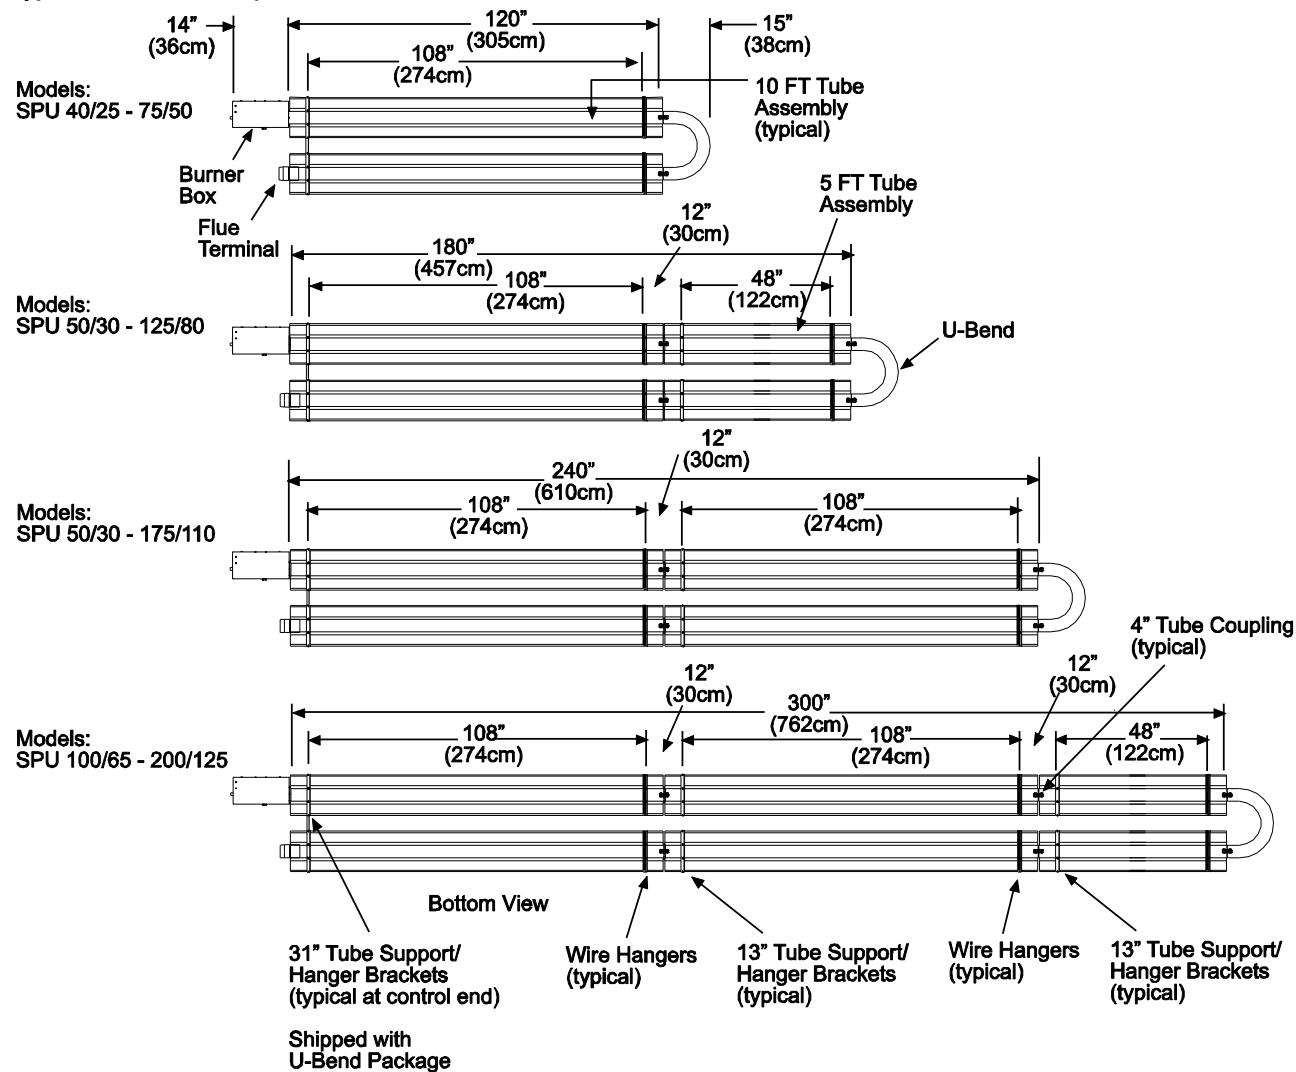 14”
(36cm)
120”
(305cm)
15”
(38cm)
108”
(274cm)
Models:
SPU 40/25 - 75/50
10 FT Tube
Assembly
(typical)
Burner
Box
Flue
Terminal
5 FT Tube
Assembly
12”
(30cm)
180”
(457cm)
108”
(274cm)
48”
(122cm)
Models:
SPU 50/30 - 125/80
U-Bend
12”
(30cm)
240”
(610cm)
108”
(274cm)
108”
(274cm)
Models:
SPU 50/30 - 175/110
4” Tube Coupling
(typical)
12”
(30cm)
12”
(30cm)
300”
(762cm)
108”
(274cm)
108”
(274cm)
48”
(122cm)
Models:
SPU 100/65 - 200/125
Bottom View
31” Tube Support/
Hanger Brackets
(typical at control end)
Shipped with
U-Bend Package
Wire Hangers
(typical)
13” Tube Support/
Hanger Brackets
(typical)
Wire Hangers
(typical)
13” Tube Support/
Hanger Brackets
(typical)